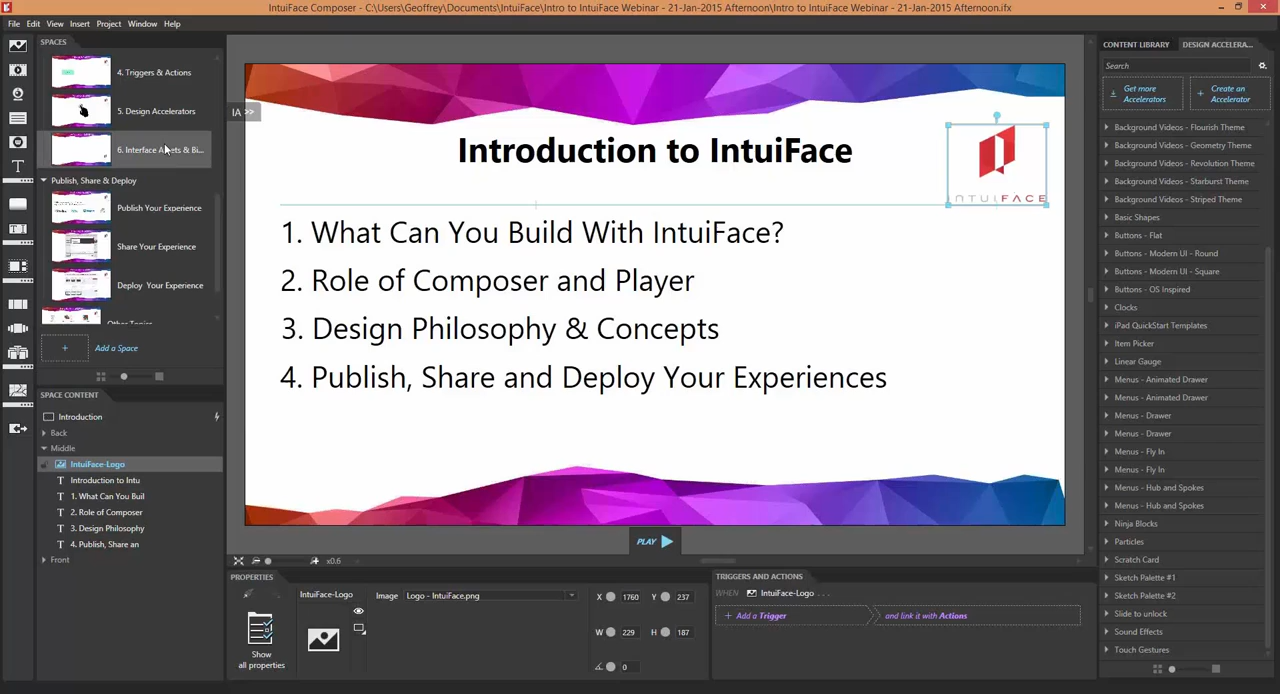 IntuiFace Composer - C:\Users\Geoffrey\Documents\IntuiFace\Intro to IntuiFace Webinar - 21-Jan-2015 Afternoon\Intro to IntuiFace Webinar - 21-Jan-2015 Afternoon.ifx
File Edit View Insert Project Window Help
SPACES
4. Triggers & Actions
5. Design Accelerators
6. Interface Assets & Bi...
Publish, Share & Deploy
Publish Your Experience
Share Your Experience
Deploy Your Experience
Other Topics
+ Add a Space
SPACE CONTENT
Introduction
Back
Middle
IntuiFace-Logo
T Introduction to Intu
T 1. What Can You Buil
T 2. Role of Composer
T 3. Design Philosophy
T 4. Publish, Share an
Front
IA >>
Introduction to IntuiFace
INTUIFACE
1. What Can You Build With IntuiFace?
2. Role of Composer and Player
3. Design Philosophy & Concepts
4. Publish, Share and Deploy Your Experiences
PLAY
x0.6
PROPERTIES
IntuiFace-Logo
Image Logo - IntuiFace.png
X 1760 Y 237
W 229 H 187
0
Show
all properties
TRIGGERS AND ACTIONS
WHEN IntuiFace-Logo ...
+ Add a Trigger and link it with Actions
CONTENT LIBRARY DESIGN ACCELERA...
Search
Get more
Accelerators
+ Create an
Accelerator
Background Videos - Flourish Theme
Background Videos - Geometry Theme
Background Videos - Revolution Theme
Background Videos - Starburst Theme
Background Videos - Striped Theme
Basic Shapes
Buttons - Flat
Buttons - Modern UI - Round
Buttons - Modern UI - Square
Buttons - OS Inspired
Clocks
iPad QuickStart Templates
Item Picker
Linear Gauge
Menus - Animated Drawer
Menus - Animated Drawer
Menus - Drawer
Menus - Drawer
Menus - Fly In
Menus - Fly In
Menus - Hub and Spokes
Menus - Hub and Spokes
Ninja Blocks
Particles
Scratch Card
Sketch Palette #1
Sketch Palette #2
Slide to unlock
Sound Effects
Touch Gestures